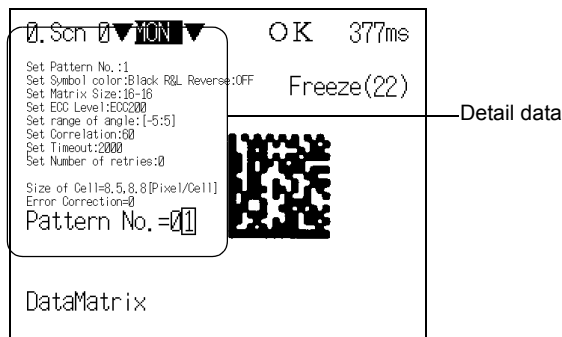 0.Scn 0▼MON ▼ OK 377ms
Freeze(22)
Set Pattern No.:1
Set Symbol color:Black R&L Reverse:OFF
Set Matrix Size:16-16
Set ECC Level:ECC200
Set range of angle:[-5:5]
Set Correlation:60
Set Timeout:2000
Set Number of retries:0
Size of Cell=8.5,8.8[Pixel/Cell]
Error Correction=0
Pattern No.=01
DataMatrix
Detail data